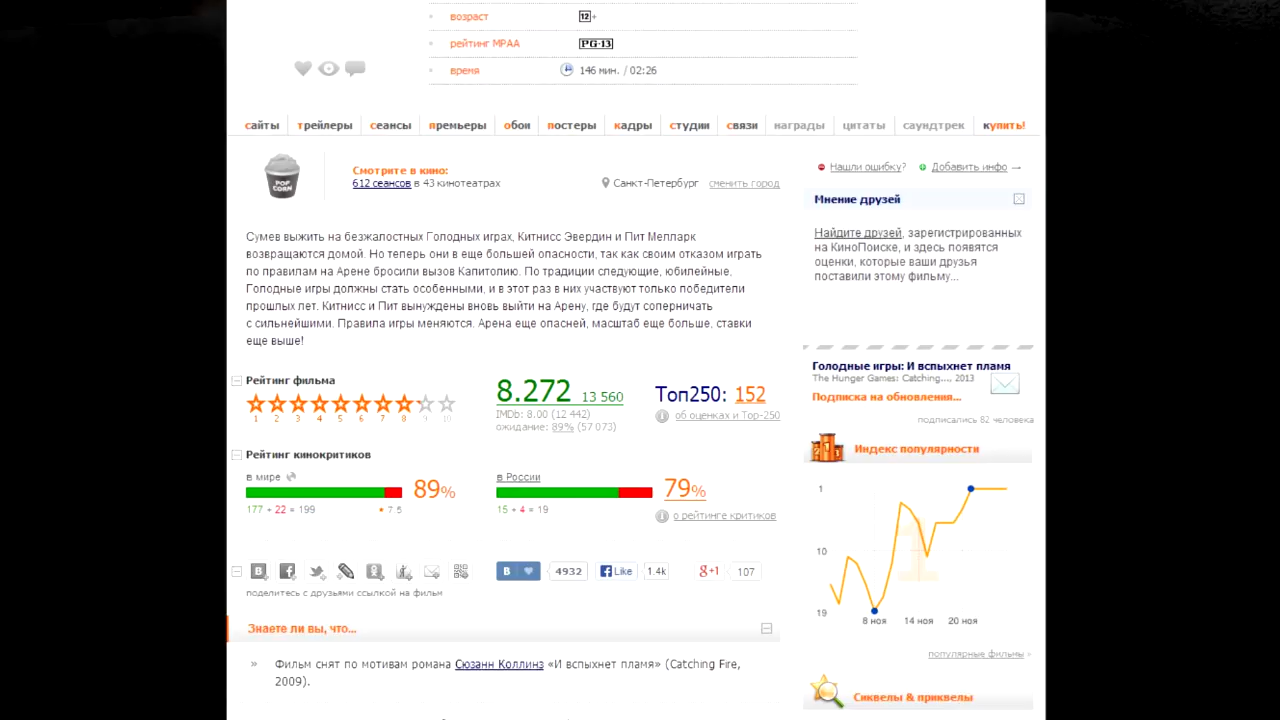 возраст 12+
рейтинг MPAA PG-13
время 146 мин. / 02:26
сайты трейлеры сеансы премьеры обои постеры кадры студии связи награды цитаты саундтрек купить!
POP CORN
Смотрите в кино:
612 сеансов в 43 кинотеатрах
Санкт-Петербург сменить город
Нашли ошибку? Добавить инфо →
Мнение друзей
Найдите друзей, зарегистрированных
на КиноПоиске, и здесь появятся
оценки, которые ваши друзья
поставили этому фильму...
Сумев выжить на безжалостных Голодных играх, Китнисс Эвердин и Пит Мелларк
возвращаются домой. Но теперь они в еще большей опасности, так как своим отказом играть
по правилам на Арене бросили вызов Капитолию. По традиции следующие, юбилейные,
Голодные игры должны стать особенными, и в этот раз в них участвуют только победители
прошлых лет. Китнисс и Пит вынуждены вновь выйти на Арену, где будут соперничать
с сильнейшими. Правила игры меняются. Арена еще опасней, масштаб еще больше, ставки
еще выше!
Рейтинг фильма
1 2 3 4 5 6 7 8 9 10
8.272 13 560
IMDb: 8.00 (12 442)
ожидание: 89% (57 073)
Топ250: 152
об оценках и Top-250
Голодные игры: И вспыхнет пламя
The Hunger Games: Catching..., 2013
Подписка на обновления...
подписались 82 человека
Рейтинг кинокритиков
в мире 89%
177 + 22 = 199 7.5
в России 79%
15 + 4 = 19
о рейтинге критиков
Индекс популярности
1
10
19
8 ноя 14 ноя 20 ноя
популярные фильмы »
B 4932 Like 1.4k g+1 107
поделитесь с друзьями ссылкой на фильм
Знаете ли вы, что...
» Фильм снят по мотивам романа Сюзанн Коллинз «И вспыхнет пламя» (Catching Fire,
2009).
Сиквелы & приквелы